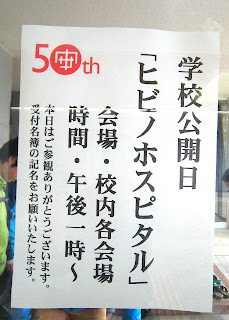 50th
学校公開日
「ヒビノホスピタル」
会場・校内各会場
時間・午後一時～
本日はご参観ありがとうございます。
受付名簿の記名をお願いいたします。